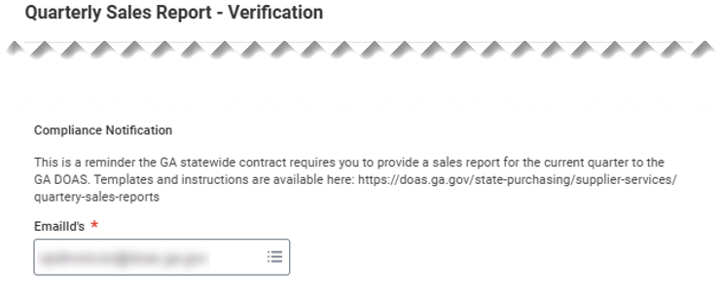 Quarterly Sales Report - Verification
Compliance Notification
This is a reminder the GA statewide contract requires you to provide a sales report for the current quarter to the
GA DOAS. Templates and instructions are available here: https://doas.ga.gov/state-purchasing/supplier-services/
quartery-sales-reports
EmailId's *